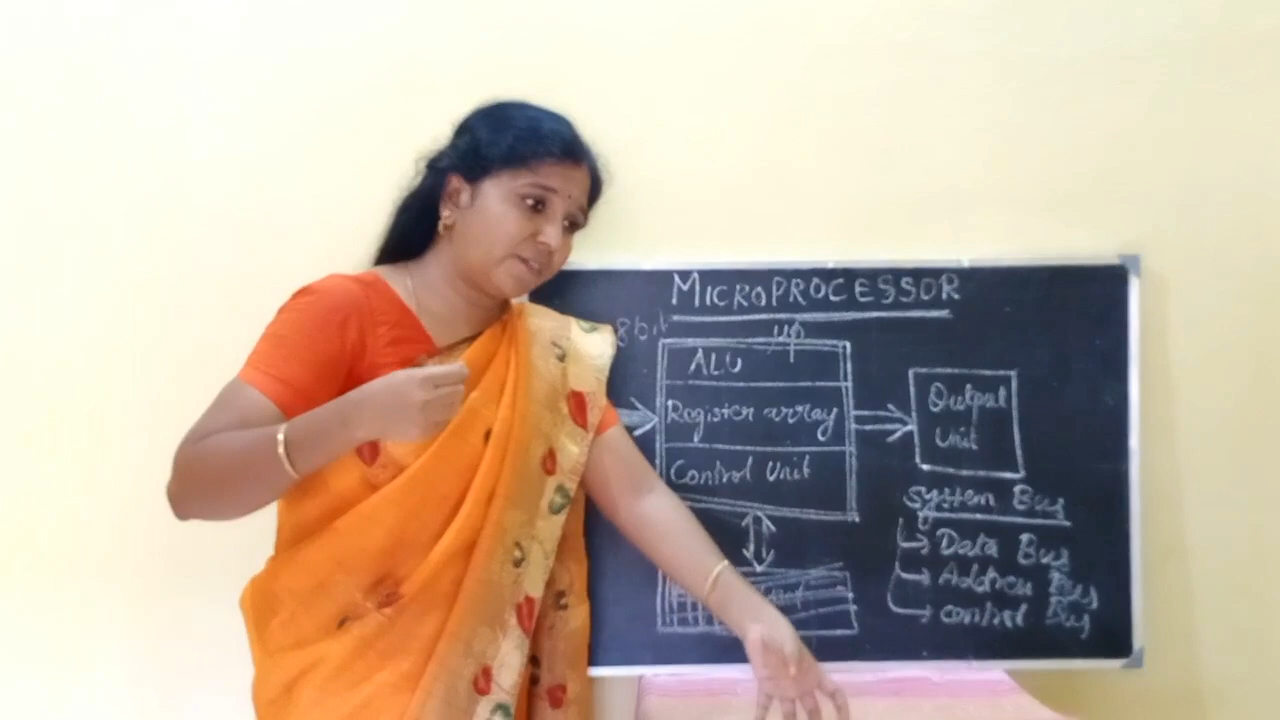 MICROPROCESSOR
8bit
μp
ALU
Register array
Control Unit
Output
Unit
System Bus
Data Bus
Address Bus
control Bus